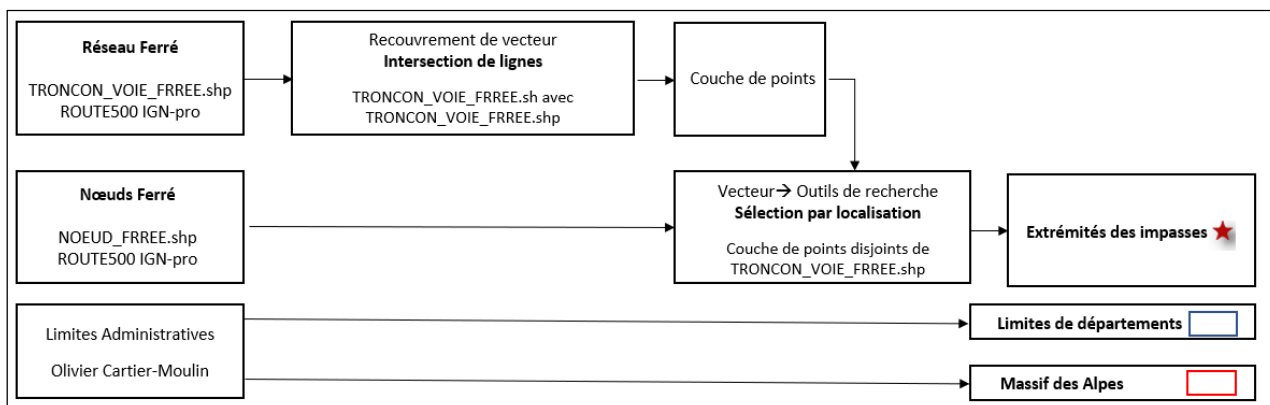 Réseau Ferré
TRONCON_VOIE_FRREE.shp
ROUTE500 IGN-pro
Recouvrement de vecteur
Intersection de lignes
TRONCON_VOIE_FRREE.sh avec
TRONCON_VOIE_FRREE.shp
Couche de points
Nœuds Ferré
NOEUD_FRREE.shp
ROUTE500 IGN-pro
Vecteur→ Outils de recherche
Sélection par localisation
Couche de points disjoints de
TRONCON_VOIE_FRREE.shp
Extrémités des impasses
Limites Administratives
Olivier Cartier-Moulin
Limites de départements
Massif des Alpes